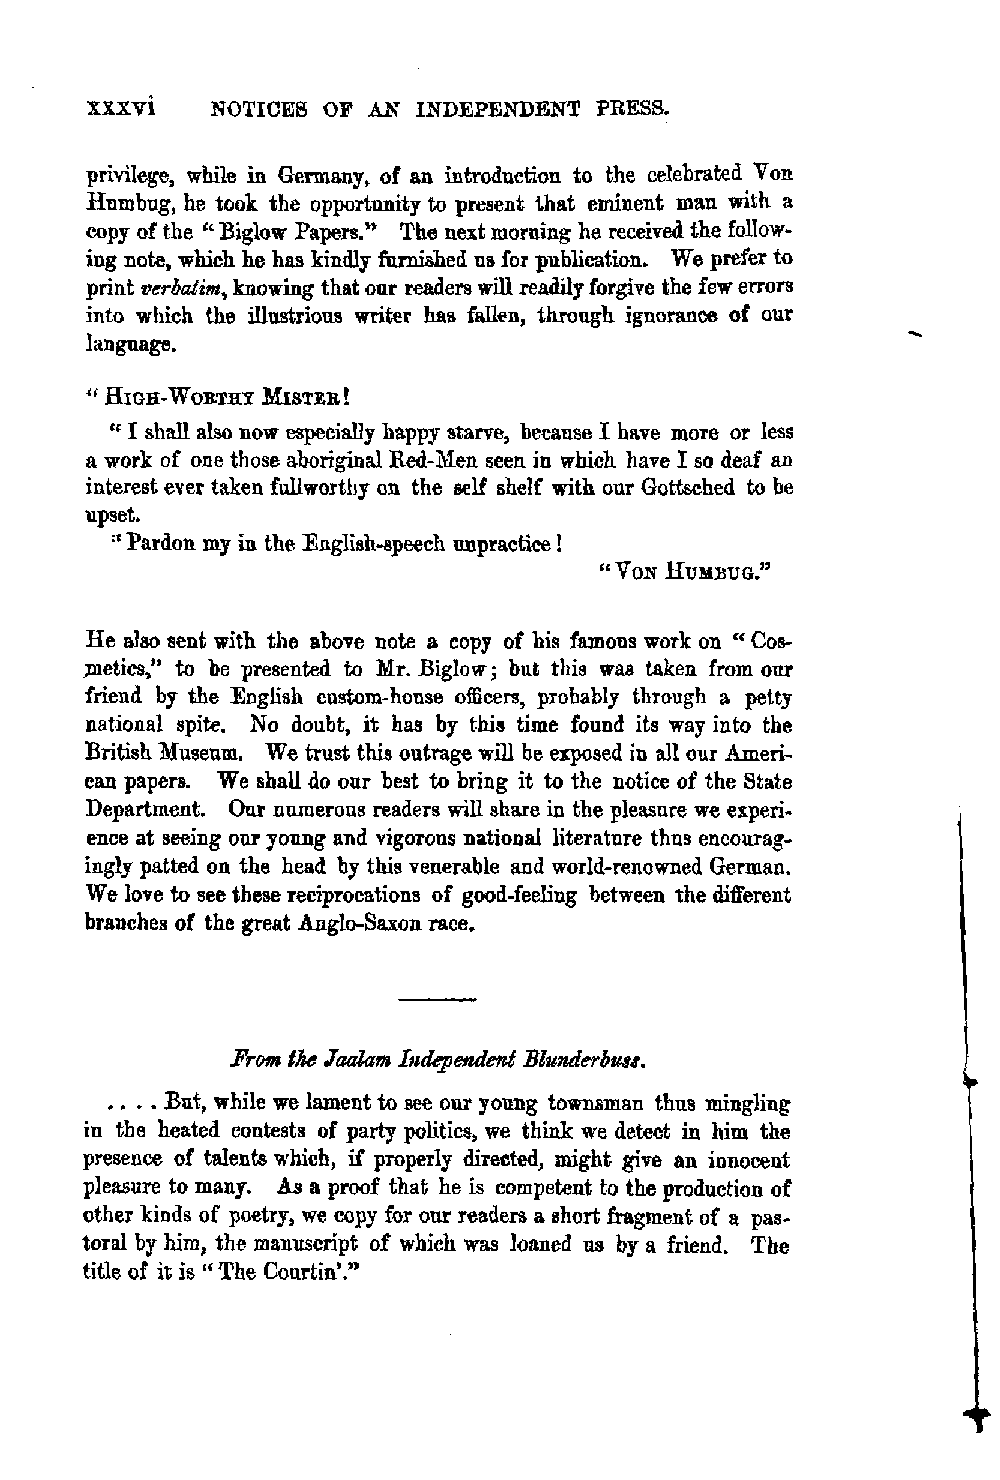 xxxvi NOTICES OF AN INDEPENDENT PRESS.
privilege, while in Germany, of an introduction to the celebrated Von
Humbug, he took the opportunity to present that eminent man with a
copy of the “Biglow Papers.” The next morning he received the follow-
ing note, which he has kindly furnished us for publication. We prefer to
print verbatim, knowing that our readers will readily forgive the few errors
into which the illustrious writer has fallen, through ignorance of our
language.
“HIGH-WORTHY MISTER!
“I shall also now especially happy starve, because I have more or less
a work of one those aboriginal Red-Men seen in which have I so deaf an
interest ever taken fullworthy on the self shelf with our Gottsched to be
upset.
“Pardon my in the English-speech unpractice!
“VON HUMBUG.”
He also sent with the above note a copy of his famous work on “Cos-
metics,” to be presented to Mr. Biglow; but this was taken from our
friend by the English custom-house officers, probably through a petty
national spite. No doubt, it has by this time found its way into the
British Museum. We trust this outrage will be exposed in all our Ameri-
can papers. We shall do our best to bring it to the notice of the State
Department. Our numerous readers will share in the pleasure we experi-
ence at seeing our young and vigorous national literature thus encourag-
ingly patted on the head by this venerable and world-renowned German.
We love to see these reciprocations of good-feeling between the different
branches of the great Anglo-Saxon race.
From the Jaalam Independent Blunderbuss.
.... But, while we lament to see our young townsman thus mingling
in the heated contests of party politics, we think we detect in him the
presence of talents which, if properly directed, might give an innocent
pleasure to many. As a proof that he is competent to the production of
other kinds of poetry, we copy for our readers a short fragment of a pas-
toral by him, the manuscript of which was loaned us by a friend. The
title of it is “The Courtin’.”